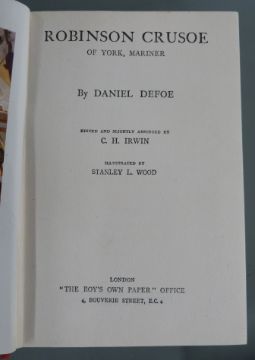 ROBINSON CRUSOE
OF YORK, MARINER
By DANIEL DEFOE
EDITED AND SLIGHTLY ABRIDGED BY
C. H. IRWIN
ILLUSTRATED BY
STANLEY L. WOOD
LONDON
"THE BOY'S OWN PAPER" OFFICE
4, BOUVERIE STREET, E.C. 4